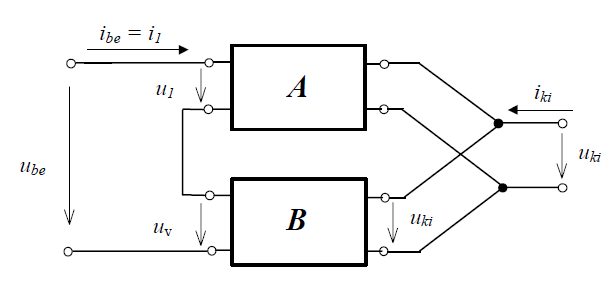 i_be = i_1
u_1
A
i_ki
u_be
u_ki
u_v
B
u_ki